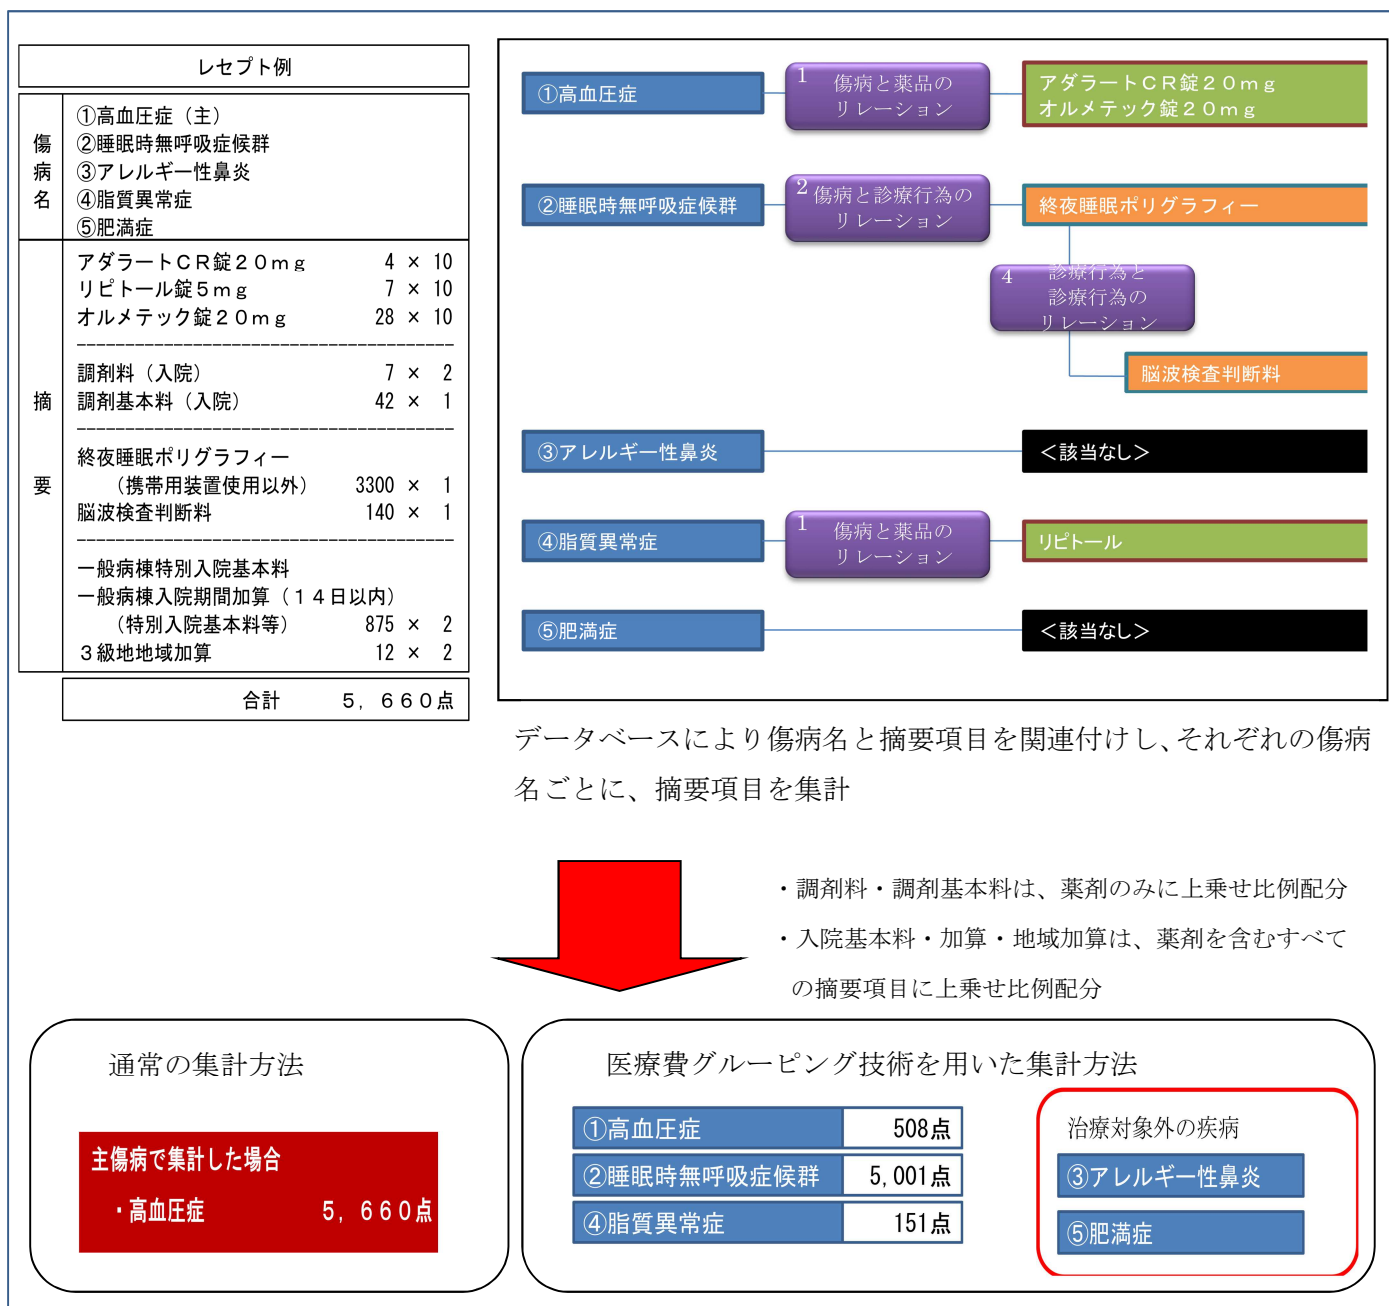 レセプト例
傷病名
①高血圧症（主）
②睡眠時無呼吸症候群
③アレルギー性鼻炎
④脂質異常症
⑤肥満症
摘要
アダラートＣＲ錠２０ｍｇ 4 × 10
リピトール錠５ｍｇ 7 × 10
オルメテック錠２０ｍｇ 28 × 10
調剤料（入院） 7 × 2
調剤基本料（入院） 42 × 1
終夜睡眠ポリグラフィー
（携帯用装置使用以外） 3300 × 1
脳波検査判断料 140 × 1
一般病棟特別入院基本料
一般病棟入院期間加算（１４日以内）
（特別入院基本料等） 875 × 2
３級地地域加算 12 × 2
合計 ５，６６０点
①高血圧症
1 傷病と薬品の
リレーション
アダラートＣＲ錠２０ｍｇ
オルメテック錠２０ｍｇ
②睡眠時無呼吸症候群
2 傷病と診療行為の
リレーション
終夜睡眠ポリグラフィー
4 診療行為と
診療行為の
リレーション
脳波検査判断料
③アレルギー性鼻炎
＜該当なし＞
④脂質異常症
1 傷病と薬品の
リレーション
リピトール
⑤肥満症
＜該当なし＞
データベースにより傷病名と摘要項目を関連付けし、それぞれの傷病
名ごとに、摘要項目を集計
・調剤料・調剤基本料は、薬剤のみに上乗せ比例配分
・入院基本料・加算・地域加算は、薬剤を含むすべて
の摘要項目に上乗せ比例配分
通常の集計方法
主傷病で集計した場合
・高血圧症 ５，６６０点
医療費グルーピング技術を用いた集計方法
①高血圧症 508点
②睡眠時無呼吸症候群 5,001点
④脂質異常症 151点
治療対象外の疾病
③アレルギー性鼻炎
⑤肥満症